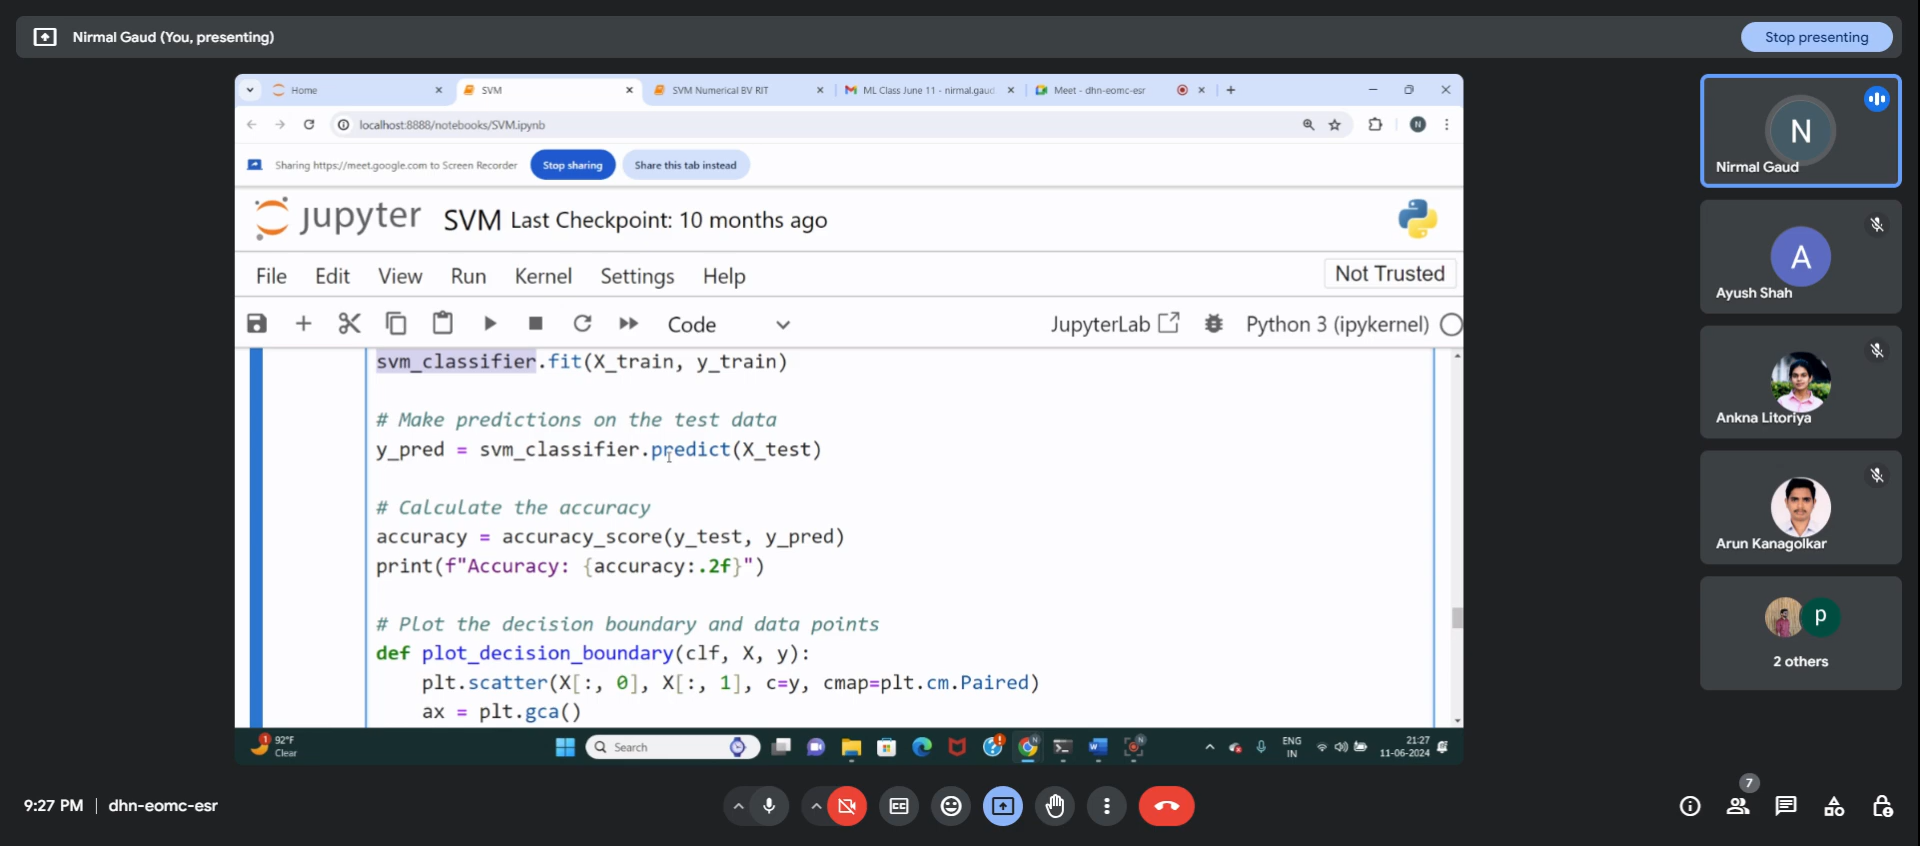 Nirmal Gaud (You, presenting)
Stop presenting
Home
SVM
SVM Numerical BV RIT
ML Class June 11 - nirmal.gaud
Meet - dhn-eomc-esr
localhost:8888/notebooks/SVM.ipynb
N
Sharing https://meet.google.com to Screen Recorder
Stop sharing
Share this tab instead
jupyter SVM Last Checkpoint: 10 months ago
File Edit View Run Kernel Settings Help
Not Trusted
Code
JupyterLab
Python 3 (ipykernel)
svm_classifier.fit(X_train, y_train)
# Make predictions on the test data
y_pred = svm_classifier.predict(X_test)
# Calculate the accuracy
accuracy = accuracy_score(y_test, y_pred)
print(f"Accuracy: {accuracy:.2f}")
# Plot the decision boundary and data points
def plot_decision_boundary(clf, X, y):
plt.scatter(X[:, 0], X[:, 1], c=y, cmap=plt.cm.Paired)
ax = plt.gca()
1
92°F
Clear
Search
ENG
IN
21:27
11-06-2024
N
Nirmal Gaud
A
Ayush Shah
Ankna Litoriya
Arun Kanagolkar
p
2 others
9:27 PM | dhn-eomc-esr
7